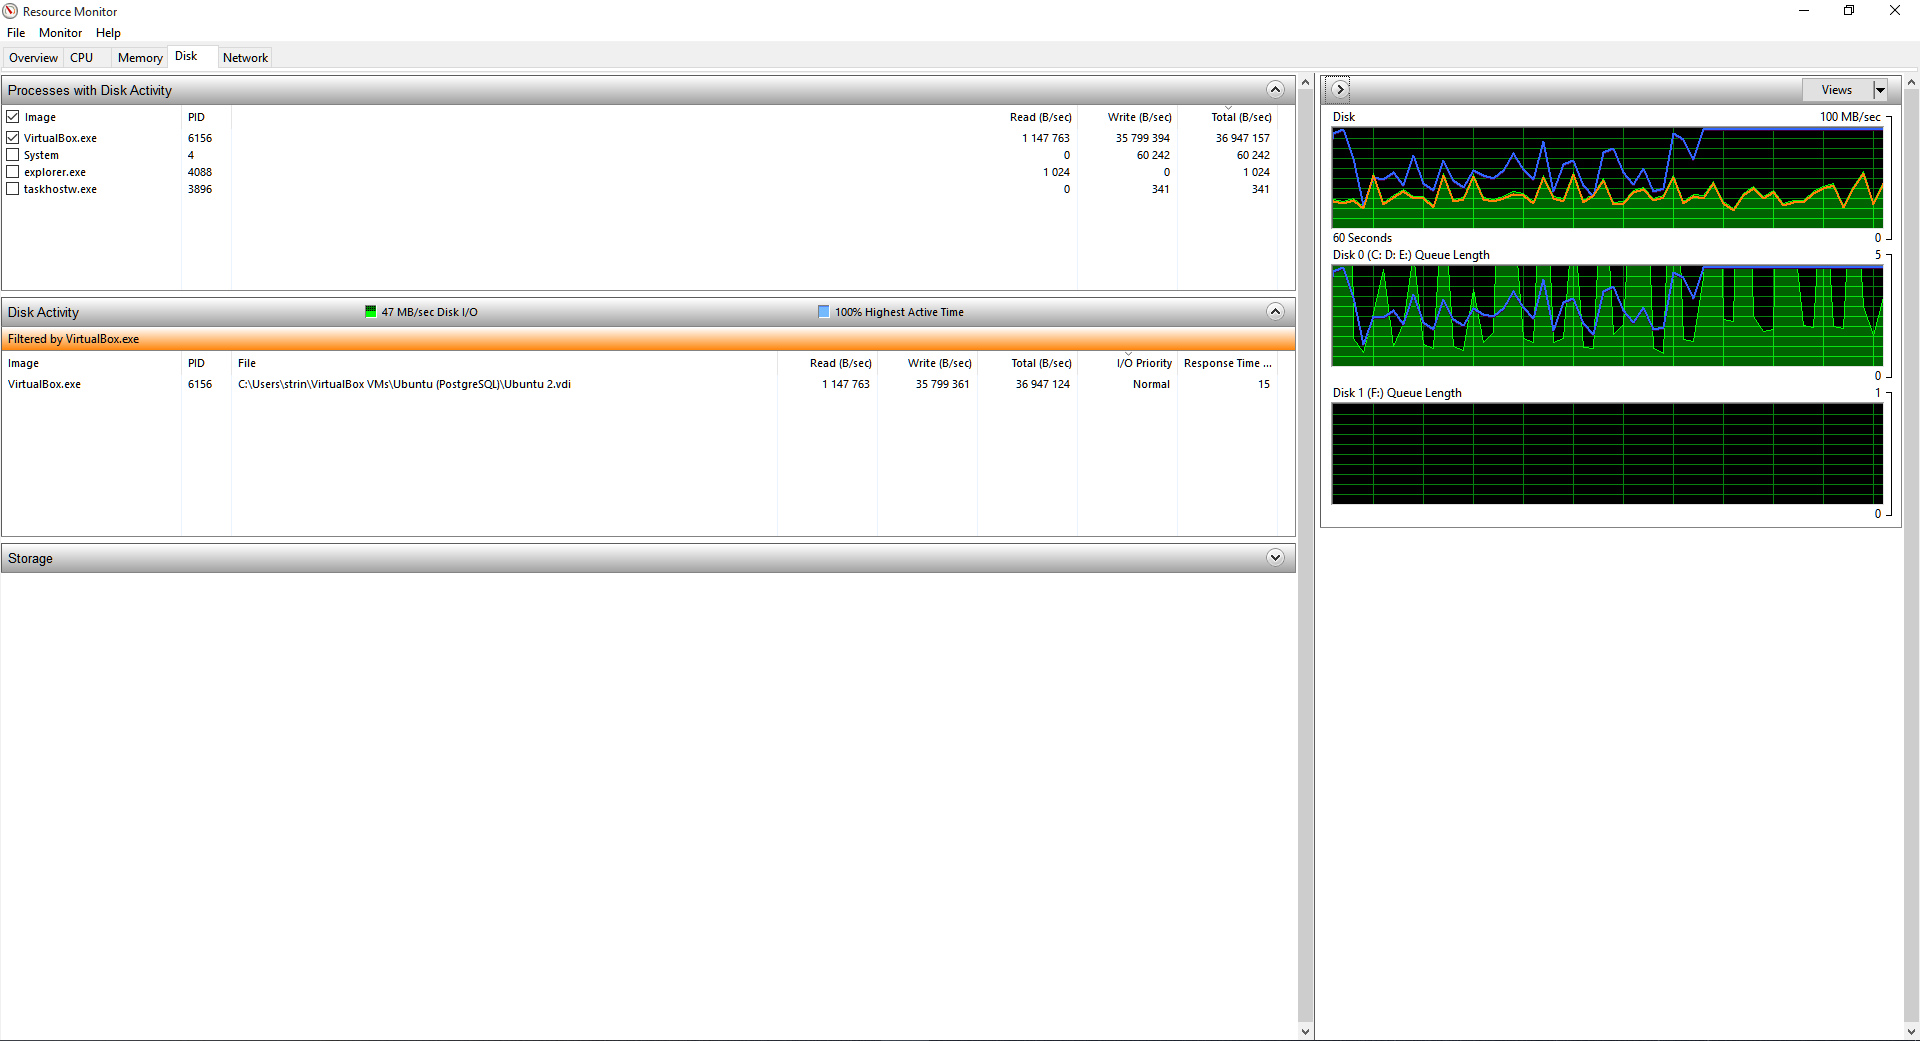 Resource Monitor
File Monitor Help
Overview CPU Memory Disk Network
Processes with Disk Activity
Image PID Read (B/sec) Write (B/sec) Total (B/sec)
VirtualBox.exe 6156 1 147 763 35 799 394 36 947 157
System 4 0 60 242 60 242
explorer.exe 4088 1 024 0 1 024
taskhostw.exe 3896 0 341 341
Disk Activity 47 MB/sec Disk I/O 100% Highest Active Time
Filtered by VirtualBox.exe
Image PID File Read (B/sec) Write (B/sec) Total (B/sec) I/O Priority Response Time ...
VirtualBox.exe 6156 C:\Users\strin\VirtualBox VMs\Ubuntu (PostgreSQL)\Ubuntu 2.vdi 1 147 763 35 799 361 36 947 124 Normal 15
Storage
Views
Disk 100 MB/sec
60 Seconds 0
Disk 0 (C: D: E:) Queue Length 5
0
Disk 1 (F:) Queue Length 1
0